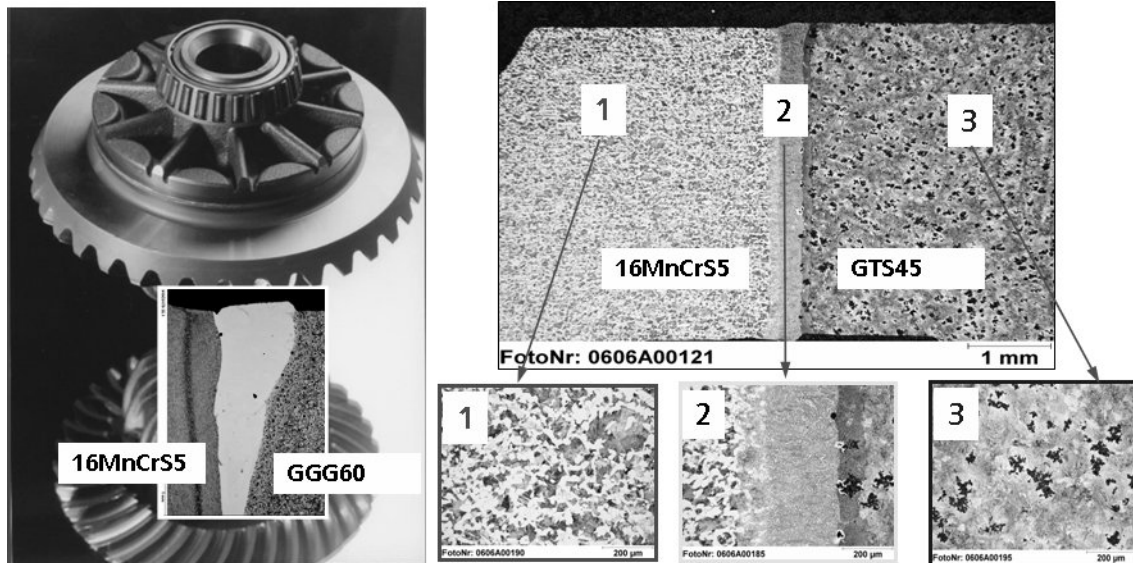 16MnCrS5
GGG60
1
2
3
16MnCrS5
GTS45
FotoNr: 0606A00121
1 mm
1
FotoNr: 0606A00190
200 µm
2
FotoNr: 0606A00185
200 µm
3
FotoNr: 0606A00195
200 µm